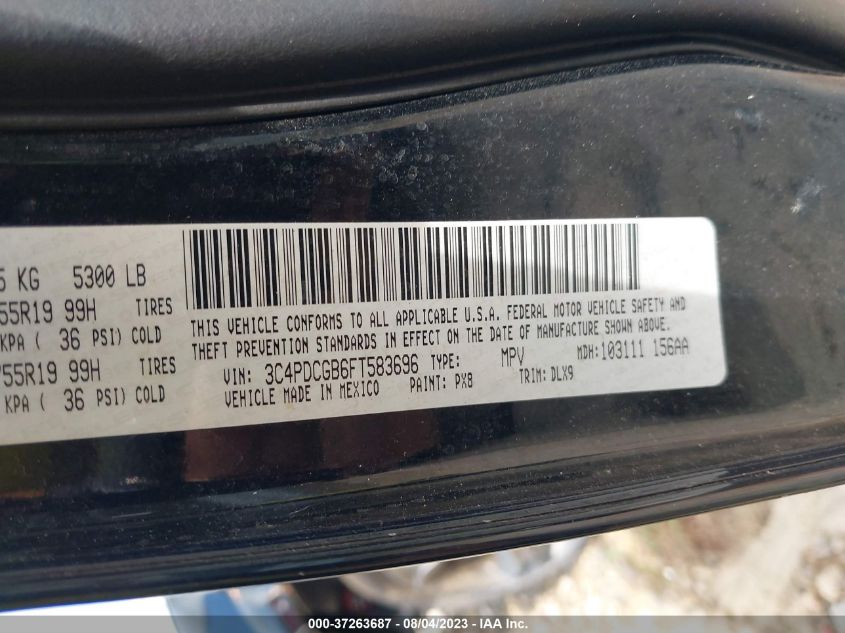 5 KG 5300 LB
55R19 99H TIRES
KPA ( 36 PSI) COLD
55R19 99H TIRES
KPA ( 36 PSI) COLD
THIS VEHICLE CONFORMS TO ALL APPLICABLE U.S.A. FEDERAL MOTOR VEHICLE SAFETY AND
THEFT PREVENTION STANDARDS IN EFFECT ON THE DATE OF MANUFACTURE SHOWN ABOVE.
VIN: 3C4PDCGB6FT583696 TYPE: MPV MDH: 103111 156AA
VEHICLE MADE IN MEXICO PAINT: PX8 TRIM: DLX9
000-37263687 - 08/04/2023 - IAAI.com